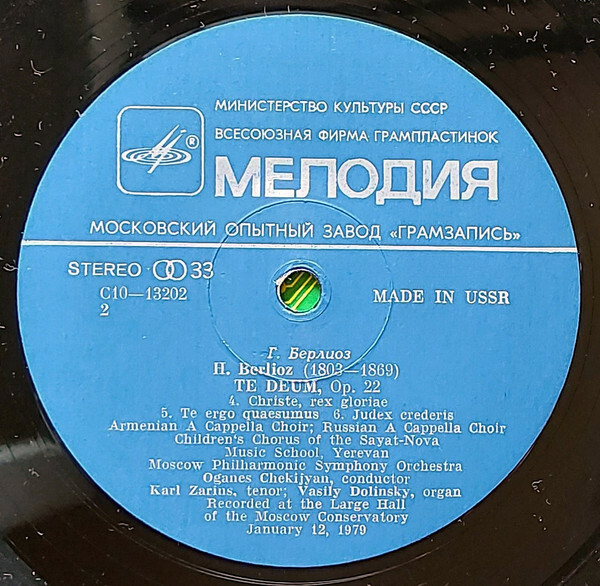 МИНИСТЕРСТВО КУЛЬТУРЫ СССР
ВСЕСОЮЗНАЯ ФИРМА ГРАМПЛАСТИНОК
®
МЕЛОДИЯ
МОСКОВСКИЙ ОПЫТНЫЙ ЗАВОД «ГРАМЗАПИСЬ»
STEREO 33
С10—13202
2
MADE IN USSR
Г. Берлиоз
H. Berlioz (1803—1869)
TE DEUM, Op. 22
4. Christe, rex gloriae
5. Te ergo quaesumus 6. Judex crederis
Armenian A Cappella Choir; Russian A Cappella Choir
Children's Chorus of the Sayat-Nova
Music School, Yerevan
Moscow Philharmonic Symphony Orchestra
Oganes Chekijyan, conductor
Karl Zarius, tenor; Vasily Dolinsky, organ
Recorded at the Large Hall
of the Moscow Conservatory
January 12, 1979